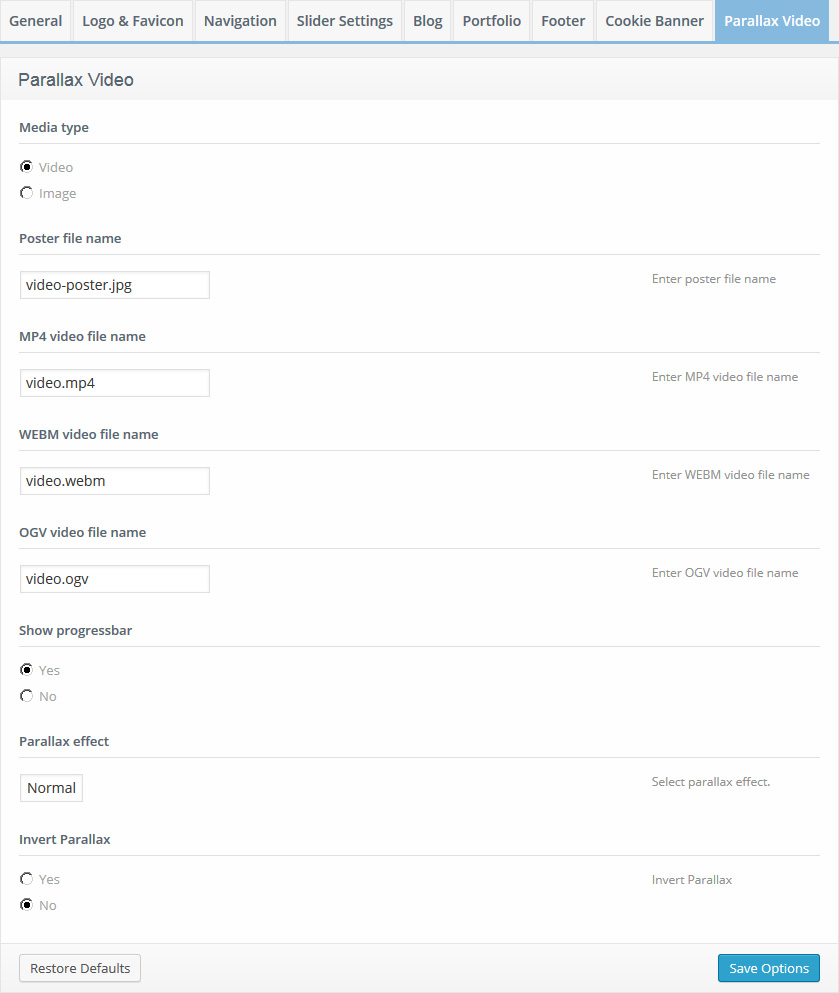 General Logo & Favicon Navigation Slider Settings Blog Portfolio Footer Cookie Banner Parallax Video
Parallax Video
Media type
Video
Image
Poster file name
video-poster.jpg Enter poster file name
MP4 video file name
video.mp4 Enter MP4 video file name
WEBM video file name
video.webm Enter WEBM video file name
OGV video file name
video.ogv Enter OGV video file name
Show progressbar
Yes
No
Parallax effect
Normal Select parallax effect.
Invert Parallax
Yes Invert Parallax
No
Restore Defaults Save Options